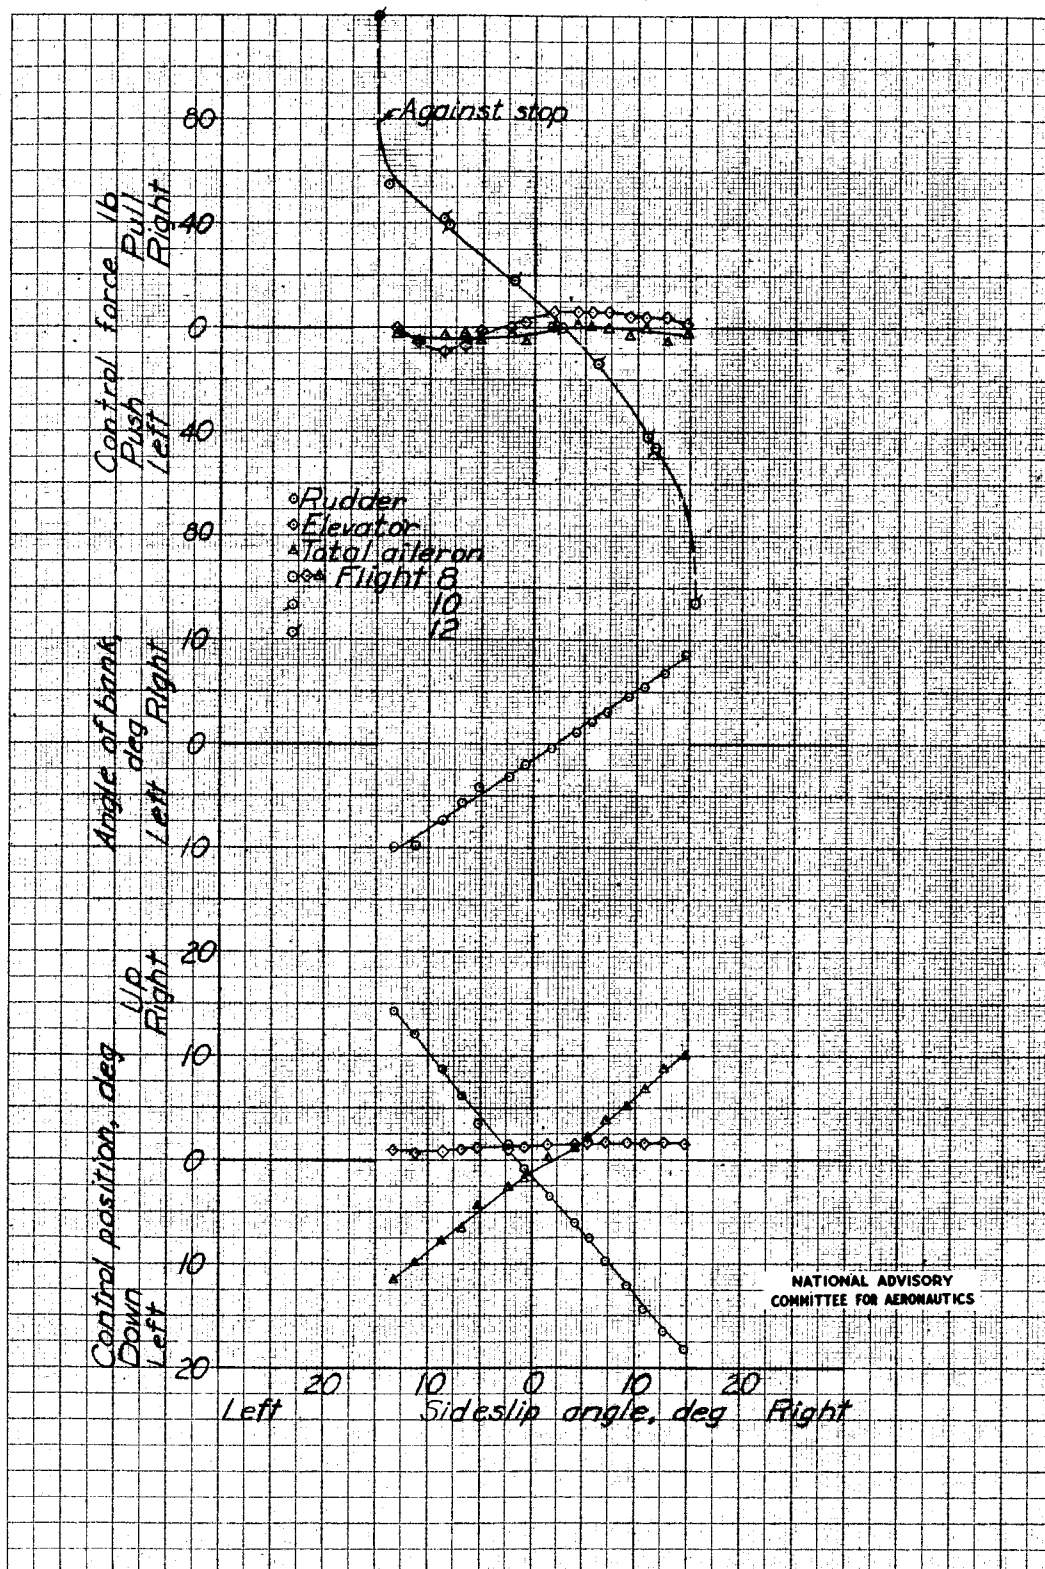 Against stop
80
40
0
40
80
Control force lb
Push Pull
Left Right
Rudder
Elevator
Total aileron
Flight 8
10
12
10
0
10
Angle of bank,
deg
Left Right
20
10
0
10
20
Control position, deg
Down Up
Left Right
NATIONAL ADVISORY
COMMITTEE FOR AERONAUTICS
20 10 0 10 20
Left Sideslip angle, deg Right